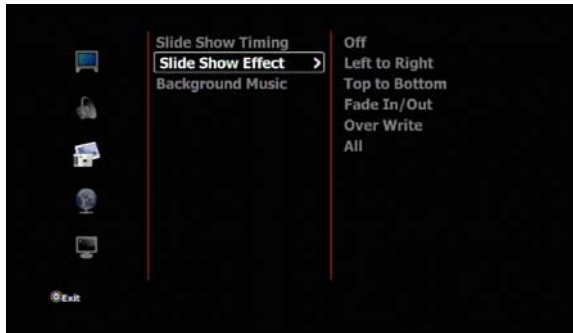 Slide Show Timing
Slide Show Effect >
Background Music
Off
Left to Right
Top to Bottom
Fade In/Out
Over Write
All
Exit